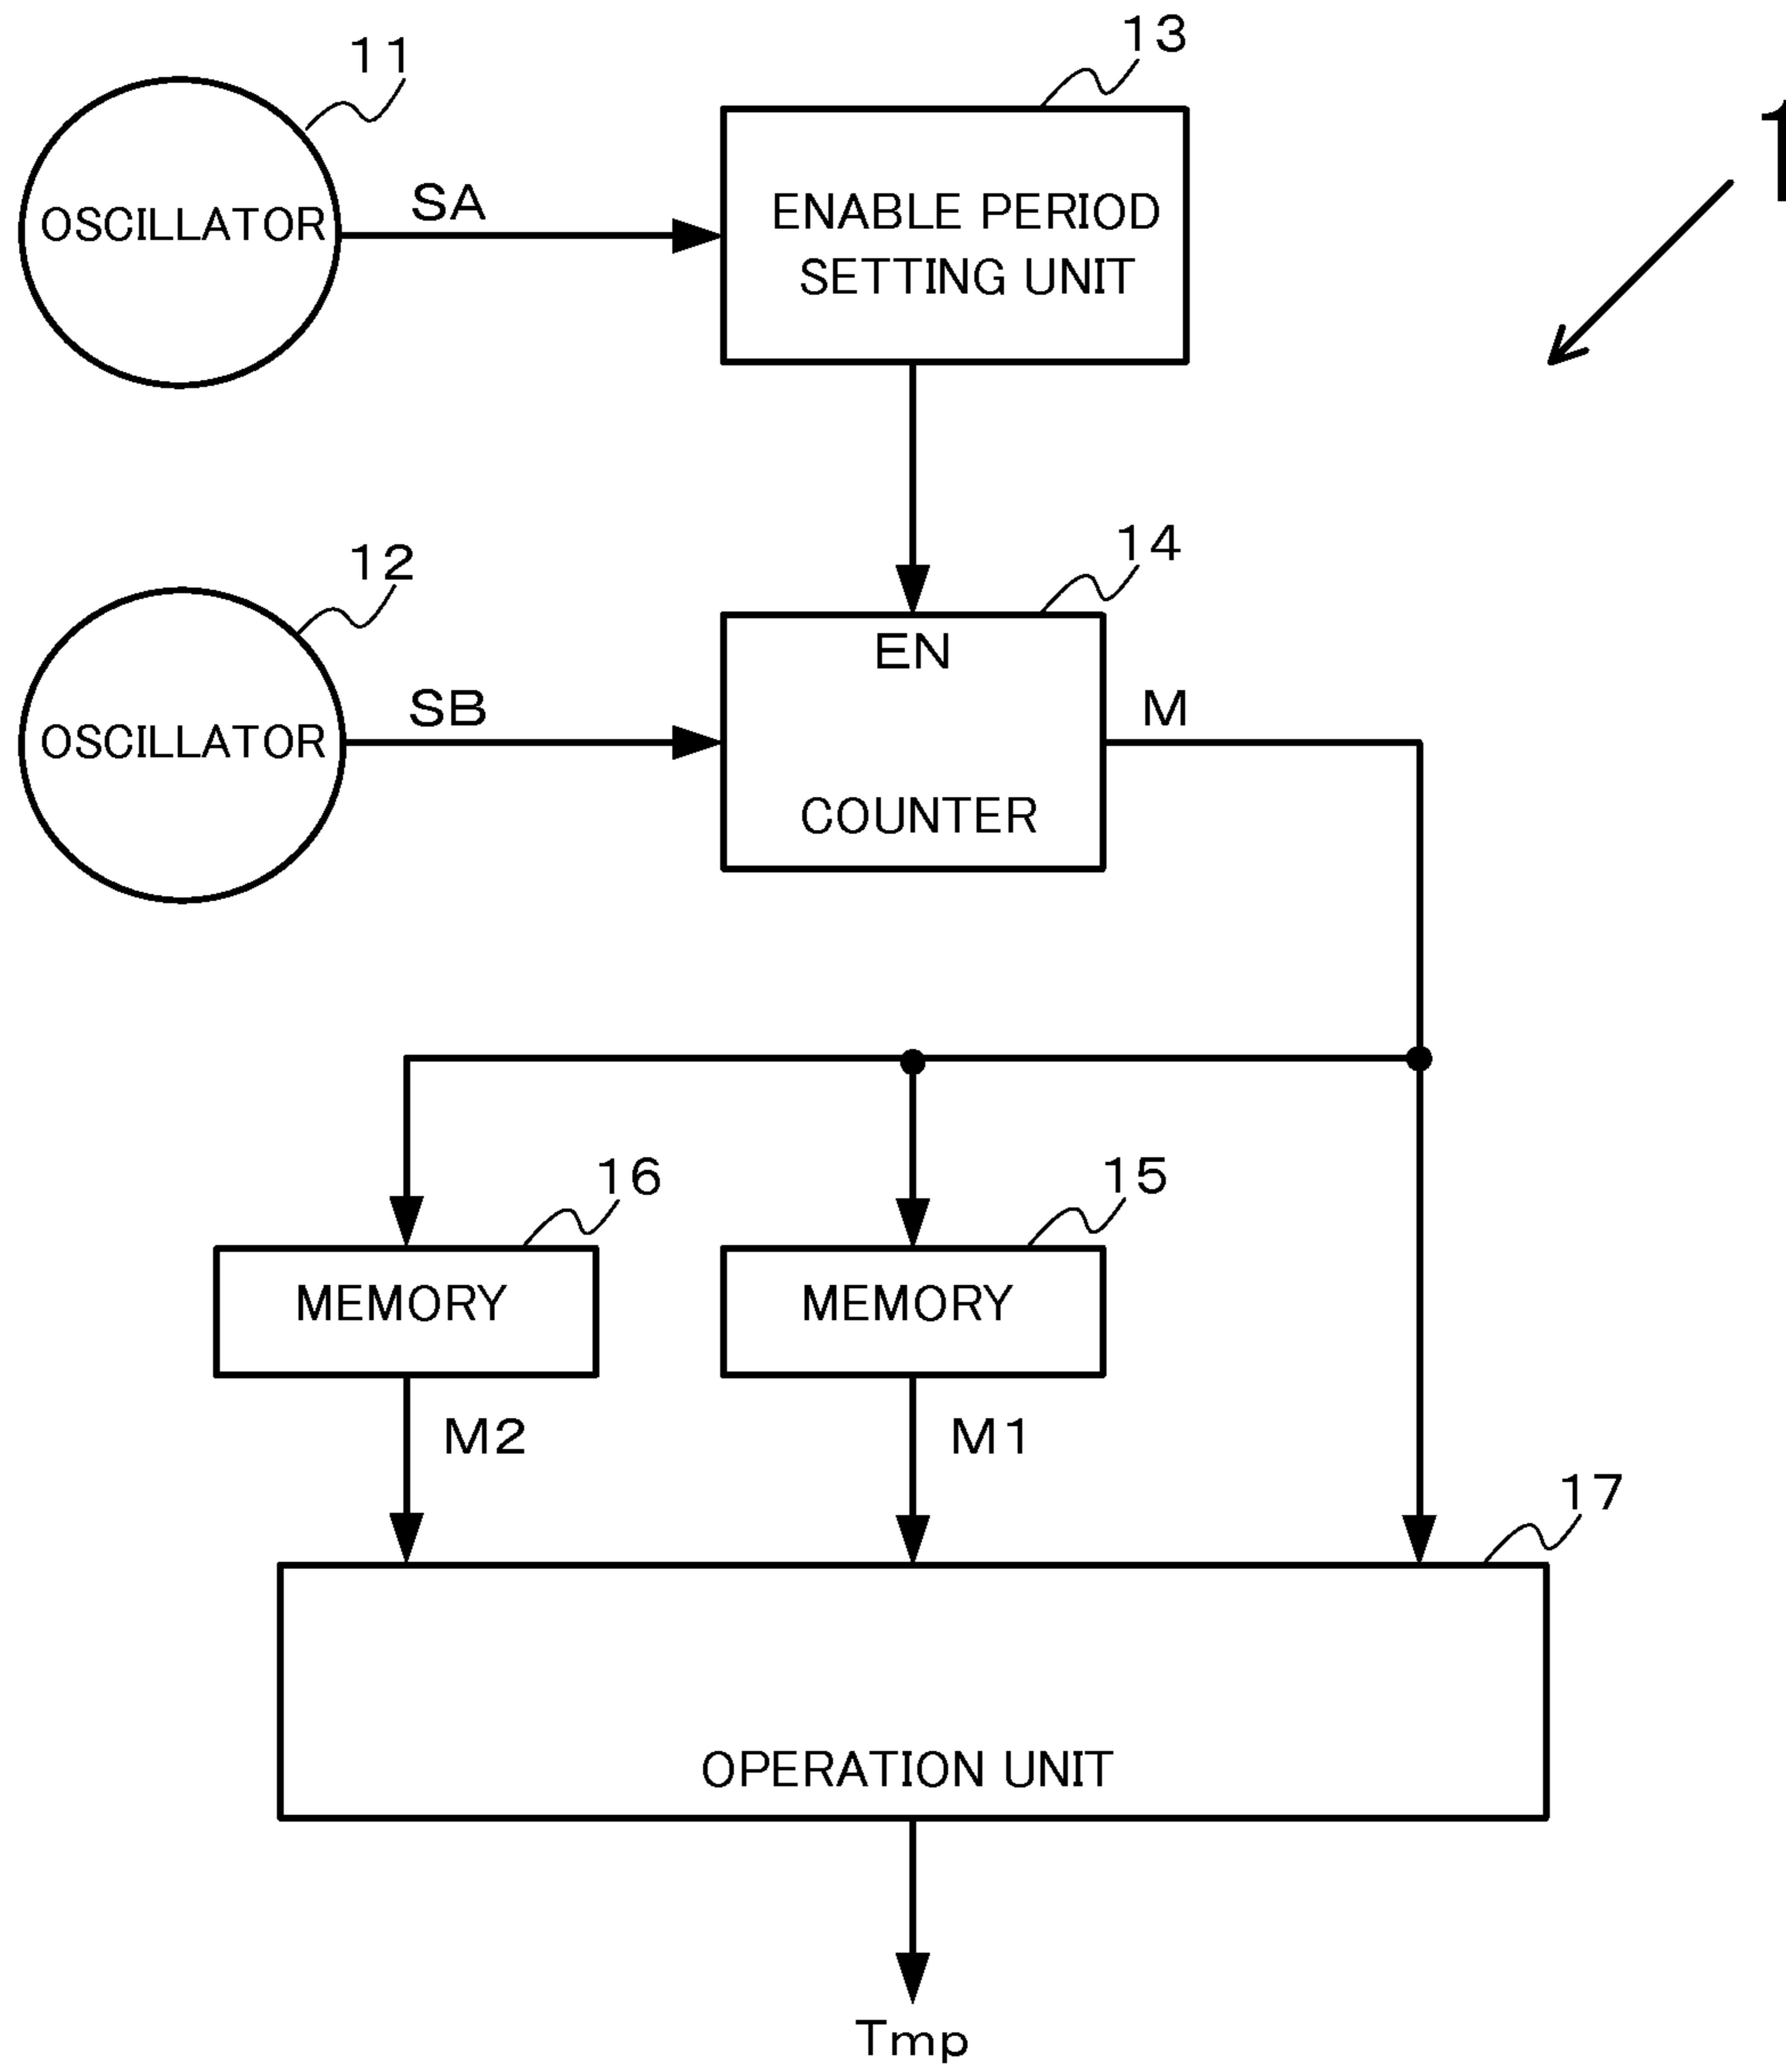 11
13
1
OSCILLATOR
SA
ENABLE PERIOD
SETTING UNIT
12
14
OSCILLATOR
SB
EN
COUNTER
M
16
15
MEMORY
MEMORY
M2
M1
17
OPERATION UNIT
Tmp